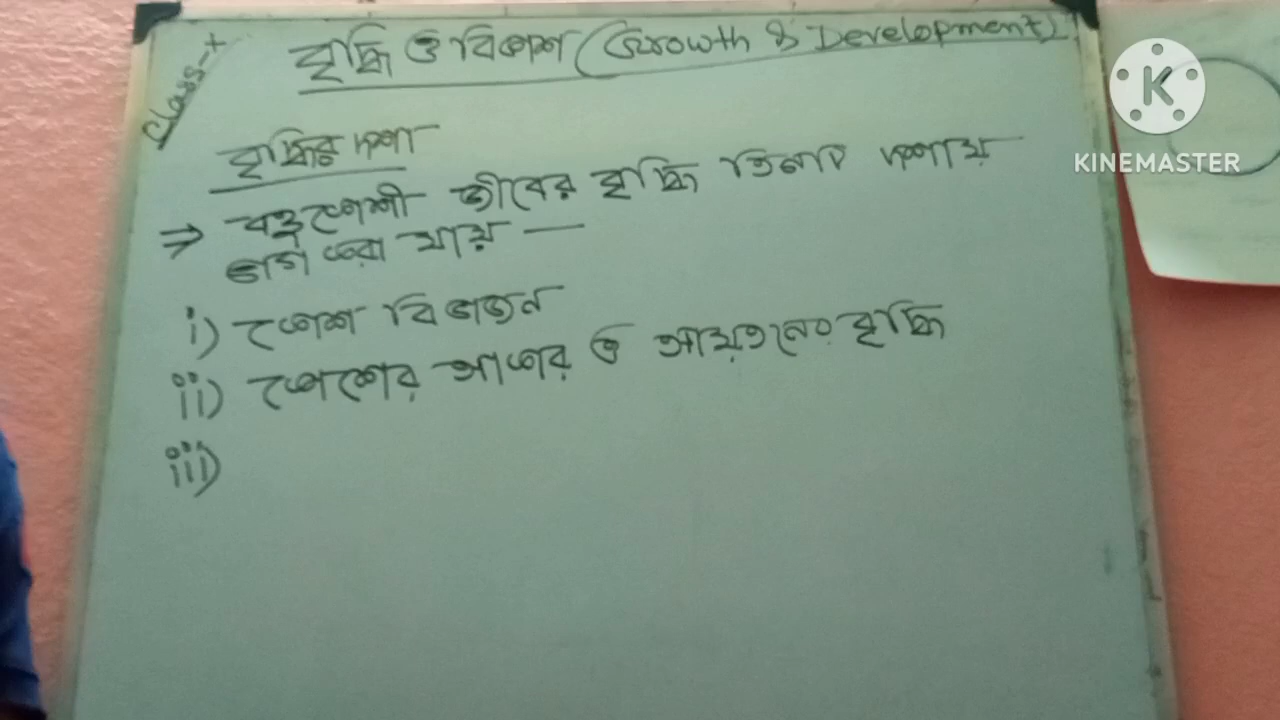 Class-X
বৃদ্ধি ও বিকাশ (Growth & Development)
বৃদ্ধির দশা
⇒ বহুকোশী জীবের বৃদ্ধি তিনটি দশায়
ভাগ করা যায় —
i) কোশ বিভাজন
ii) কোশের আকার ও আয়তনের বৃদ্ধি
iii)
K
KINEMASTER